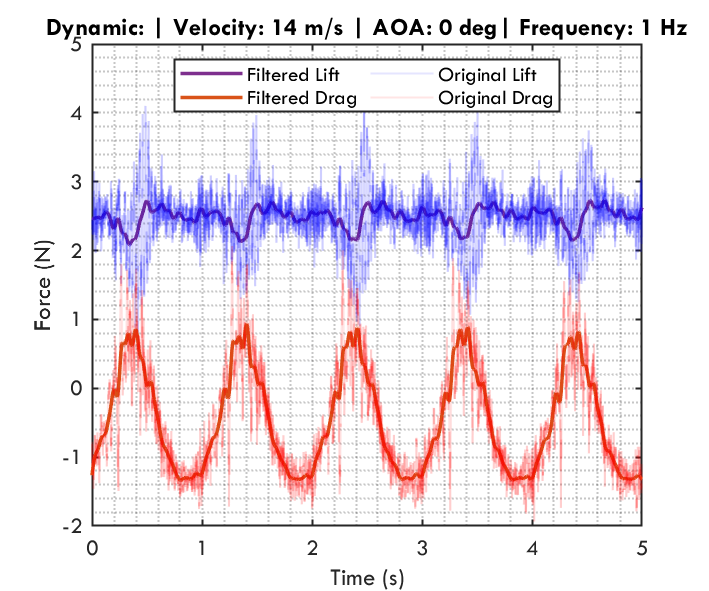 Dynamic: | Velocity: 14 m/s | AOA: 0 deg| Frequency: 1 Hz
Filtered Lift Original Lift
Filtered Drag Original Drag
5
4
3
2
1
0
-1
-2
Force (N)
0 1 2 3 4 5
Time (s)